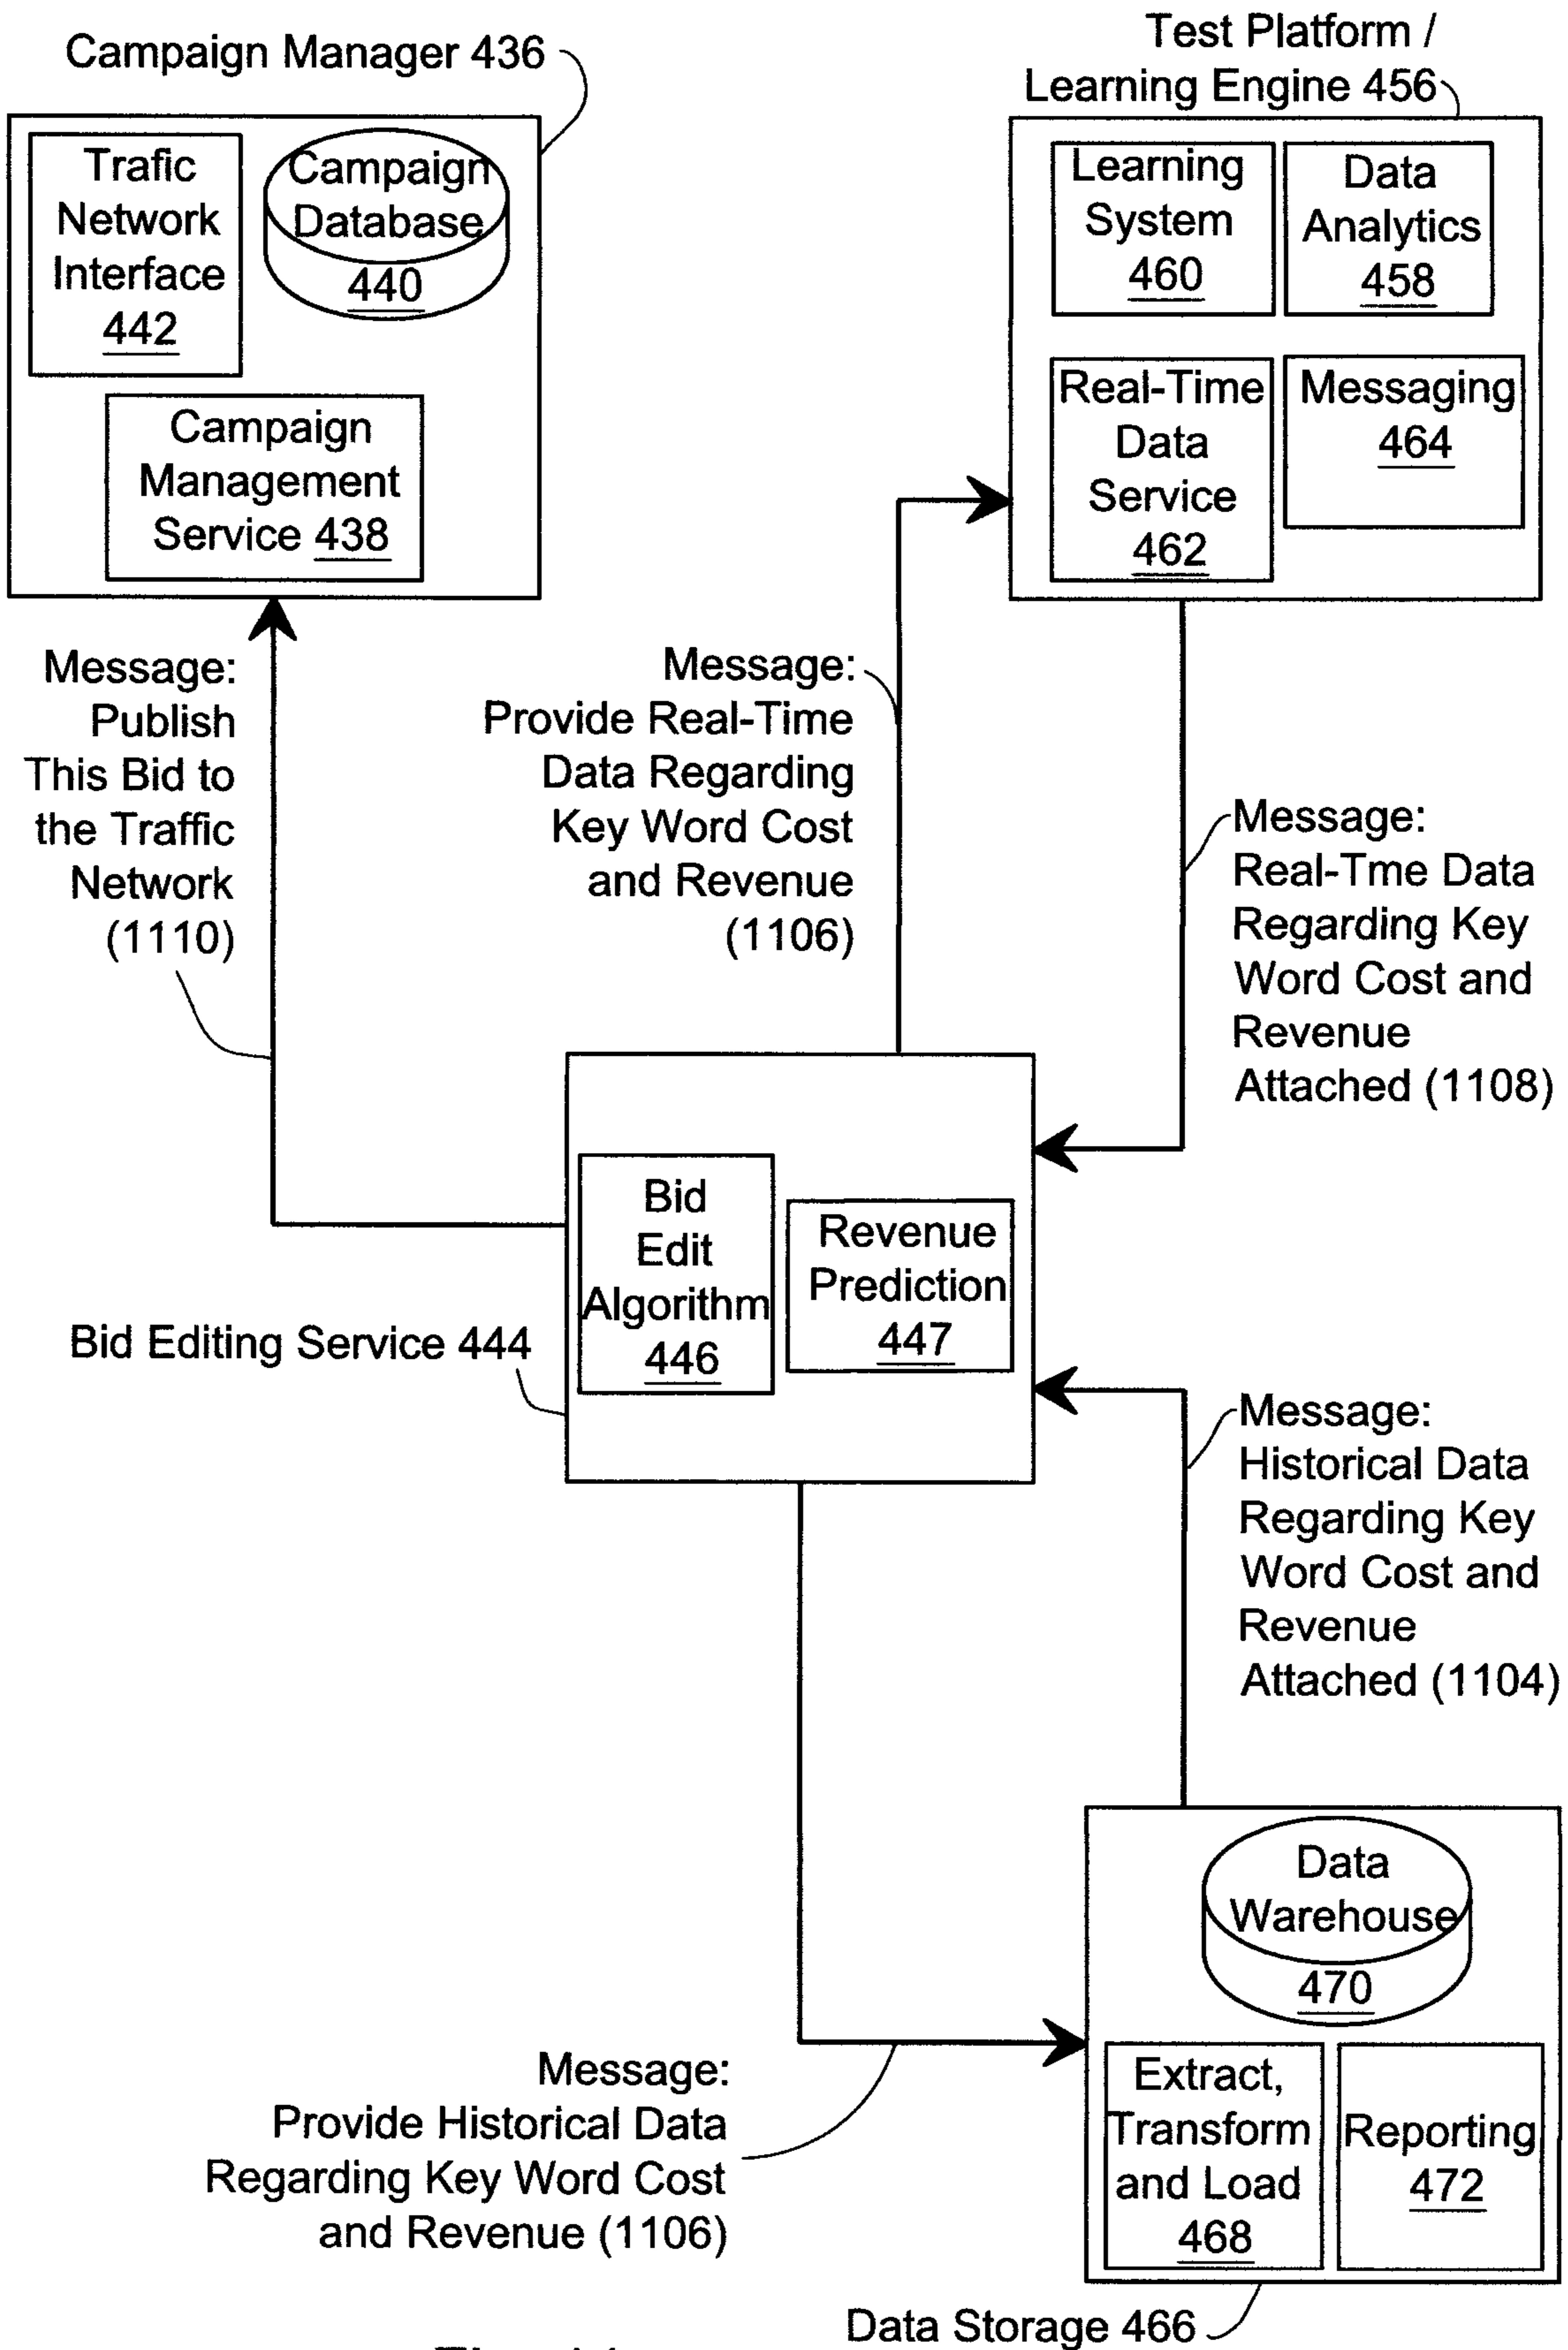 Campaign Manager 436
Trafic
Network
Interface
442
Campaign
Database
440
Campaign
Management
Service 438
Test Platform /
Learning Engine 456
Learning
System
460
Data
Analytics
458
Real-Time
Data
Service
462
Messaging
464
Message:
Publish
This Bid to
the Traffic
Network
(1110)
Message:
Provide Real-Time
Data Regarding
Key Word Cost
and Revenue
(1106)
Message:
Real-Tme Data
Regarding Key
Word Cost and
Revenue
Attached (1108)
Bid
Edit
Algorithm
446
Revenue
Prediction
447
Bid Editing Service 444
Message:
Historical Data
Regarding Key
Word Cost and
Revenue
Attached (1104)
Message:
Provide Historical Data
Regarding Key Word Cost
and Revenue (1106)
Data
Warehouse
470
Extract,
Transform
and Load
468
Reporting
472
Data Storage 466